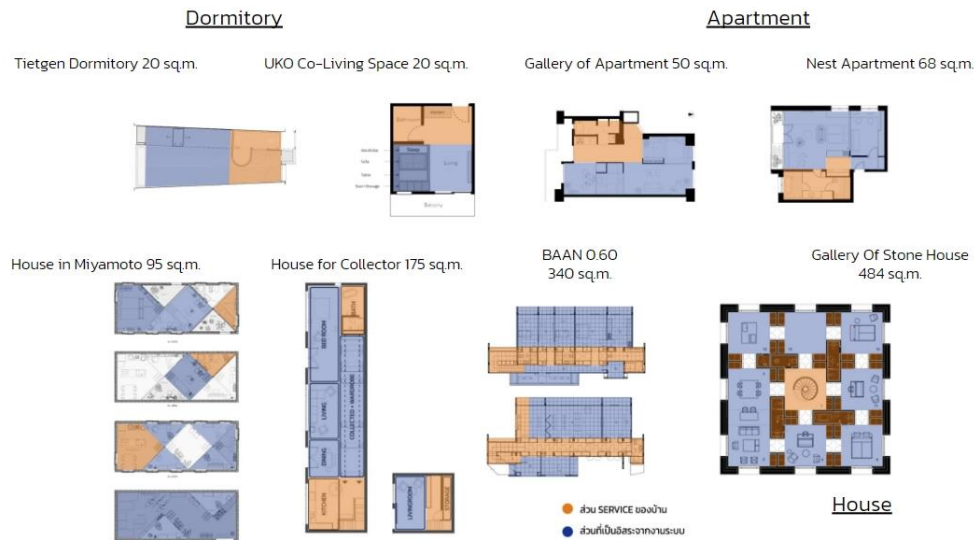 Dormitory
Apartment
Tietgen Dormitory 20 sq.m.
UKO Co-Living Space 20 sq.m.
Gallery of Apartment 50 sq.m.
Nest Apartment 68 sq.m.
Living
Balcony
House in Miyamoto 95 sq.m.
House for Collector 175 sq.m.
BAAN 0.60
340 sq.m.
Gallery Of Stone House
484 sq.m.
BATH
BED ROOM
COLLECTED + WARDROBE
LIVING
DINING
KITCHEN
LIVINGROOM
STORAGE
ส่วน SERVICE ของบ้าน
ส่วนที่เป็นอิสระจากงานระบบ
House